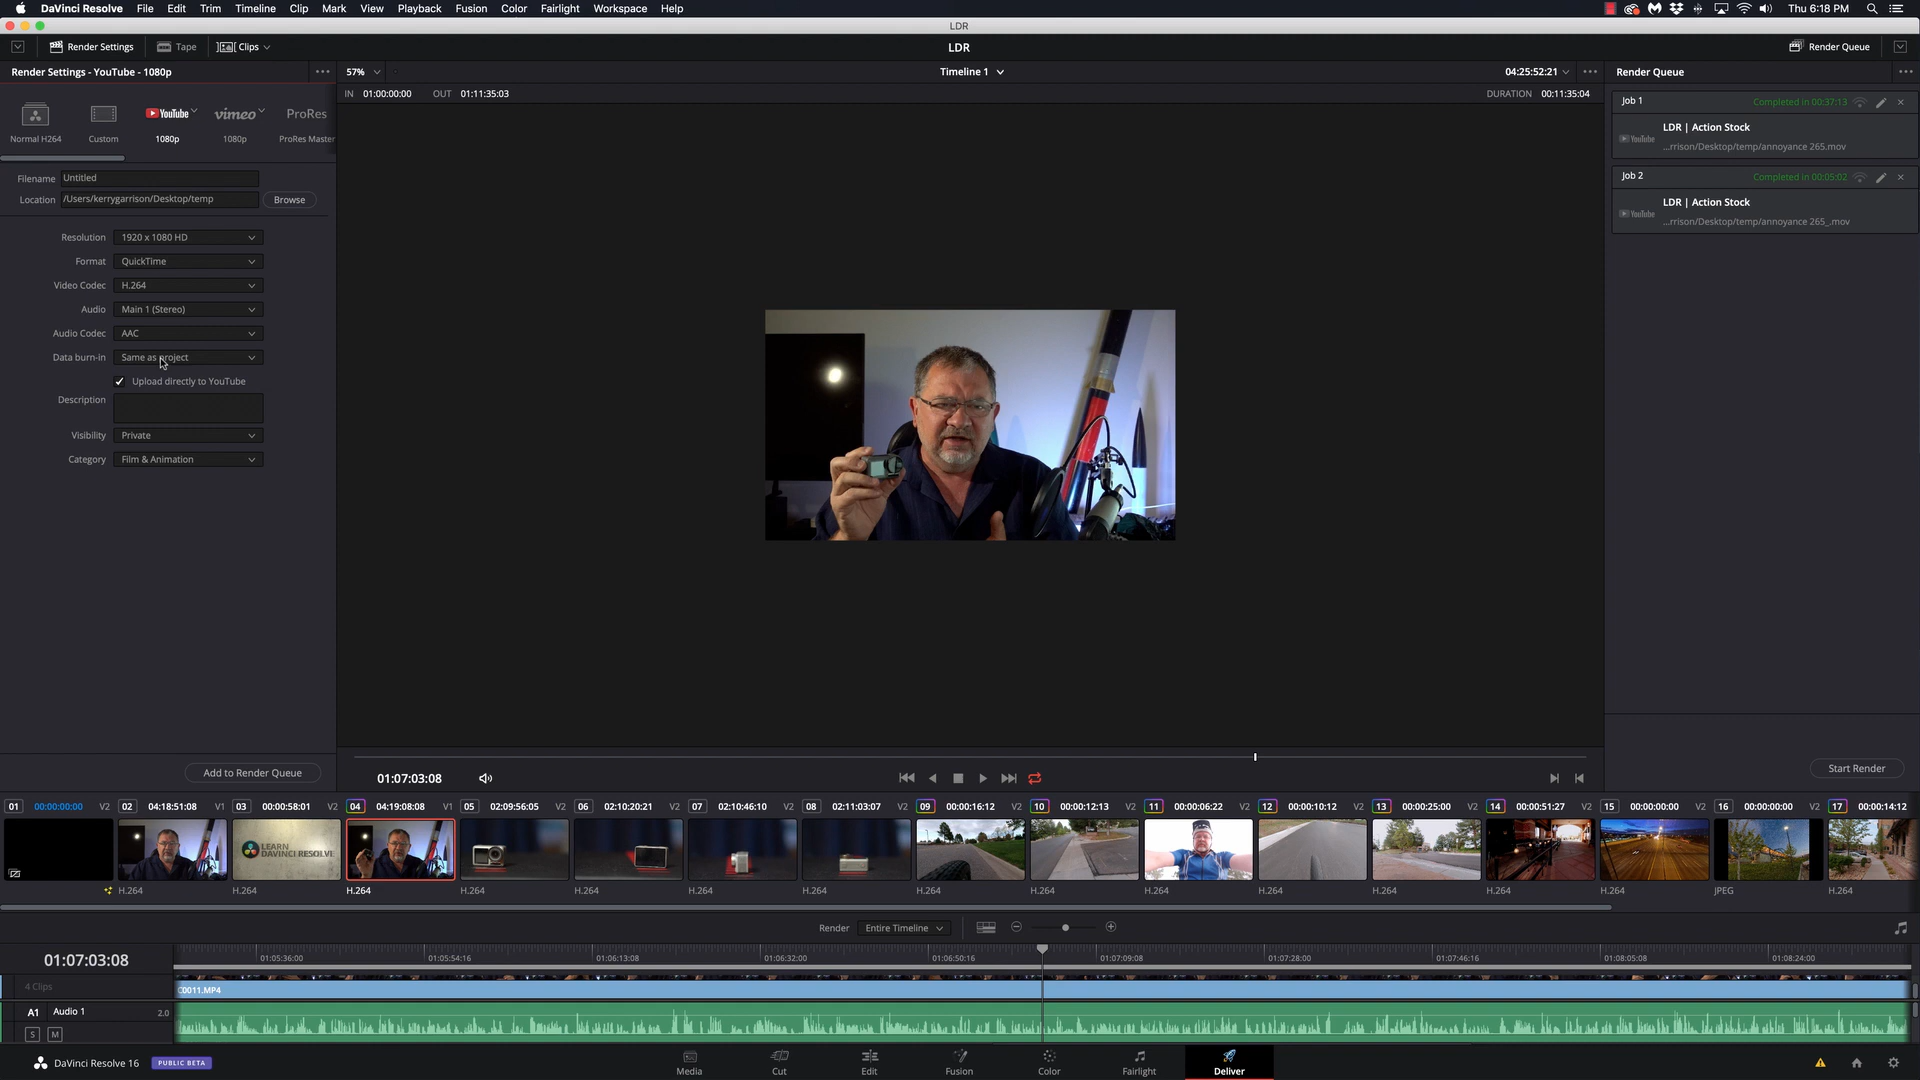 DaVinci Resolve File Edit Trim Timeline Clip Mark View Playback Fusion Color Fairlight Workspace Help Thu 6:18 PM
LDR
Render Settings Tape Clips LDR Render Queue
Render Settings - YouTube - 1080p 57% Timeline 1 04:25:52:21 Render Queue
IN 01:00:00:00 OUT 01:11:35:03 DURATION 00:11:35:04
Job 1 Completed in 00:37:13
YouTube vimeo ProRes
Normal H264 Custom 1080p 1080p ProRes Master
LDR | Action Stock
YouTube ...rrison/Desktop/temp/annoyance 265.mov
Job 2 Completed in 00:05:02
LDR | Action Stock
YouTube ...rrison/Desktop/temp/annoyance 265_.mov
Filename Untitled
Location /Users/kerrygarrison/Desktop/temp Browse
Resolution 1920 x 1080 HD
Format QuickTime
Video Codec H.264
Audio Main 1 (Stereo)
Audio Codec AAC
Data burn-in Same as project
Upload directly to YouTube
Description
Visibility Private
Category Film & Animation
Add to Render Queue
01:07:03:08
Start Render
01 00:00:00:00 V2 02 04:18:51:08 V1 03 00:00:58:01 V2 04 04:19:08:08 V1 05 02:09:56:05 V2 06 02:10:20:21 V2 07 02:10:46:10 V2 08 02:11:03:07 V2 09 00:00:16:12 V2 10 00:00:12:13 V2 11 00:00:06:22 V2 12 00:00:10:12 V2 13 00:00:25:00 V2 14 00:00:51:27 V2 15 00:00:00:00 V2 16 00:00:00:00 V2 17 00:00:14:12
LEARN
DAVINCI RESOLVE
H.264 H.264 H.264 H.264 H.264 H.264 H.264 H.264 H.264 H.264 H.264 H.264 H.264 H.264 JPEG H.264
Render Entire Timeline
01:07:03:08 01:05:36:00 01:05:54:16 01:06:13:08 01:06:32:00 01:06:50:16 01:07:09:08 01:07:28:00 01:07:46:16 01:08:05:08 01:08:24:00
4 Clips
0011.MP4
A1 Audio 1 2.0
S M
DaVinci Resolve 16 PUBLIC BETA
Media Cut Edit Fusion Color Fairlight Deliver